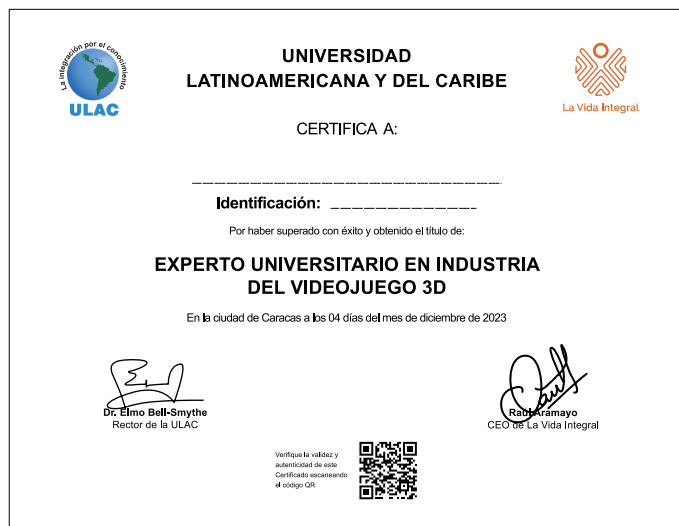 La integración por el conocimiento
ULAC
UNIVERSIDAD
LATINOAMERICANA Y DEL CARIBE
La Vida Integral
CERTIFICA A:
Identificación:
Por haber superado con éxito y obtenido el título de:
EXPERTO UNIVERSITARIO EN INDUSTRIA
DEL VIDEOJUEGO 3D
En la ciudad de Caracas a los 04 días del mes de diciembre de 2023
Dr. Elmo Bell-Smythe
Rector de la ULAC
Raúl Aramayo
CEO de La Vida Integral
Verifique la validez y
autenticidad de este
Certificado escaneando
el código QR